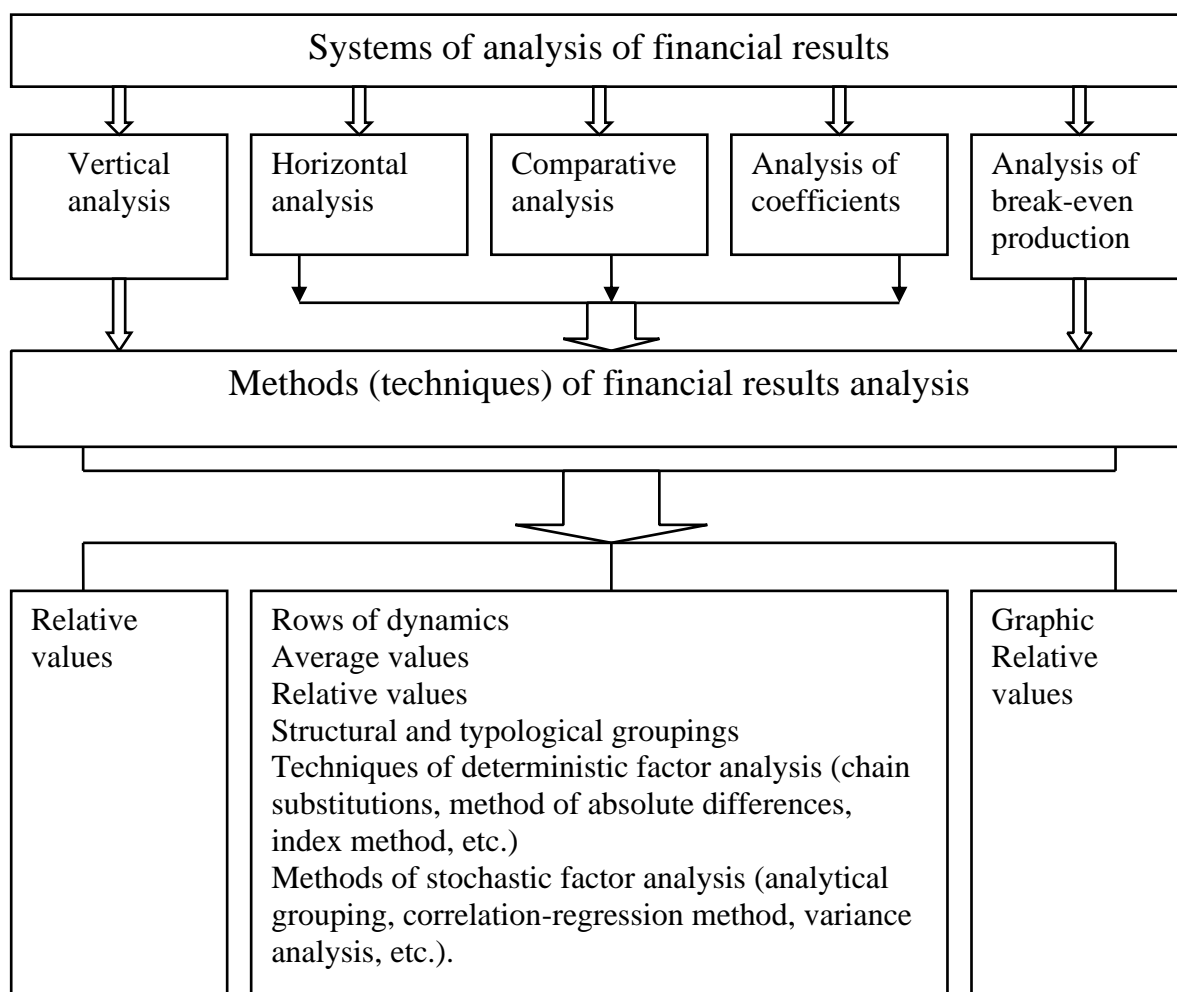 Systems of analysis of financial results
Vertical
analysis
Horizontal
analysis
Comparative
analysis
Analysis of
coefficients
Analysis of
break-even
production
Methods (techniques) of financial results analysis
Relative
values
Rows of dynamics
Average values
Relative values
Structural and typological groupings
Techniques of deterministic factor analysis (chain
substitutions, method of absolute differences,
index method, etc.)
Methods of stochastic factor analysis (analytical
grouping, correlation-regression method, variance
analysis, etc.).
Graphic
Relative
values